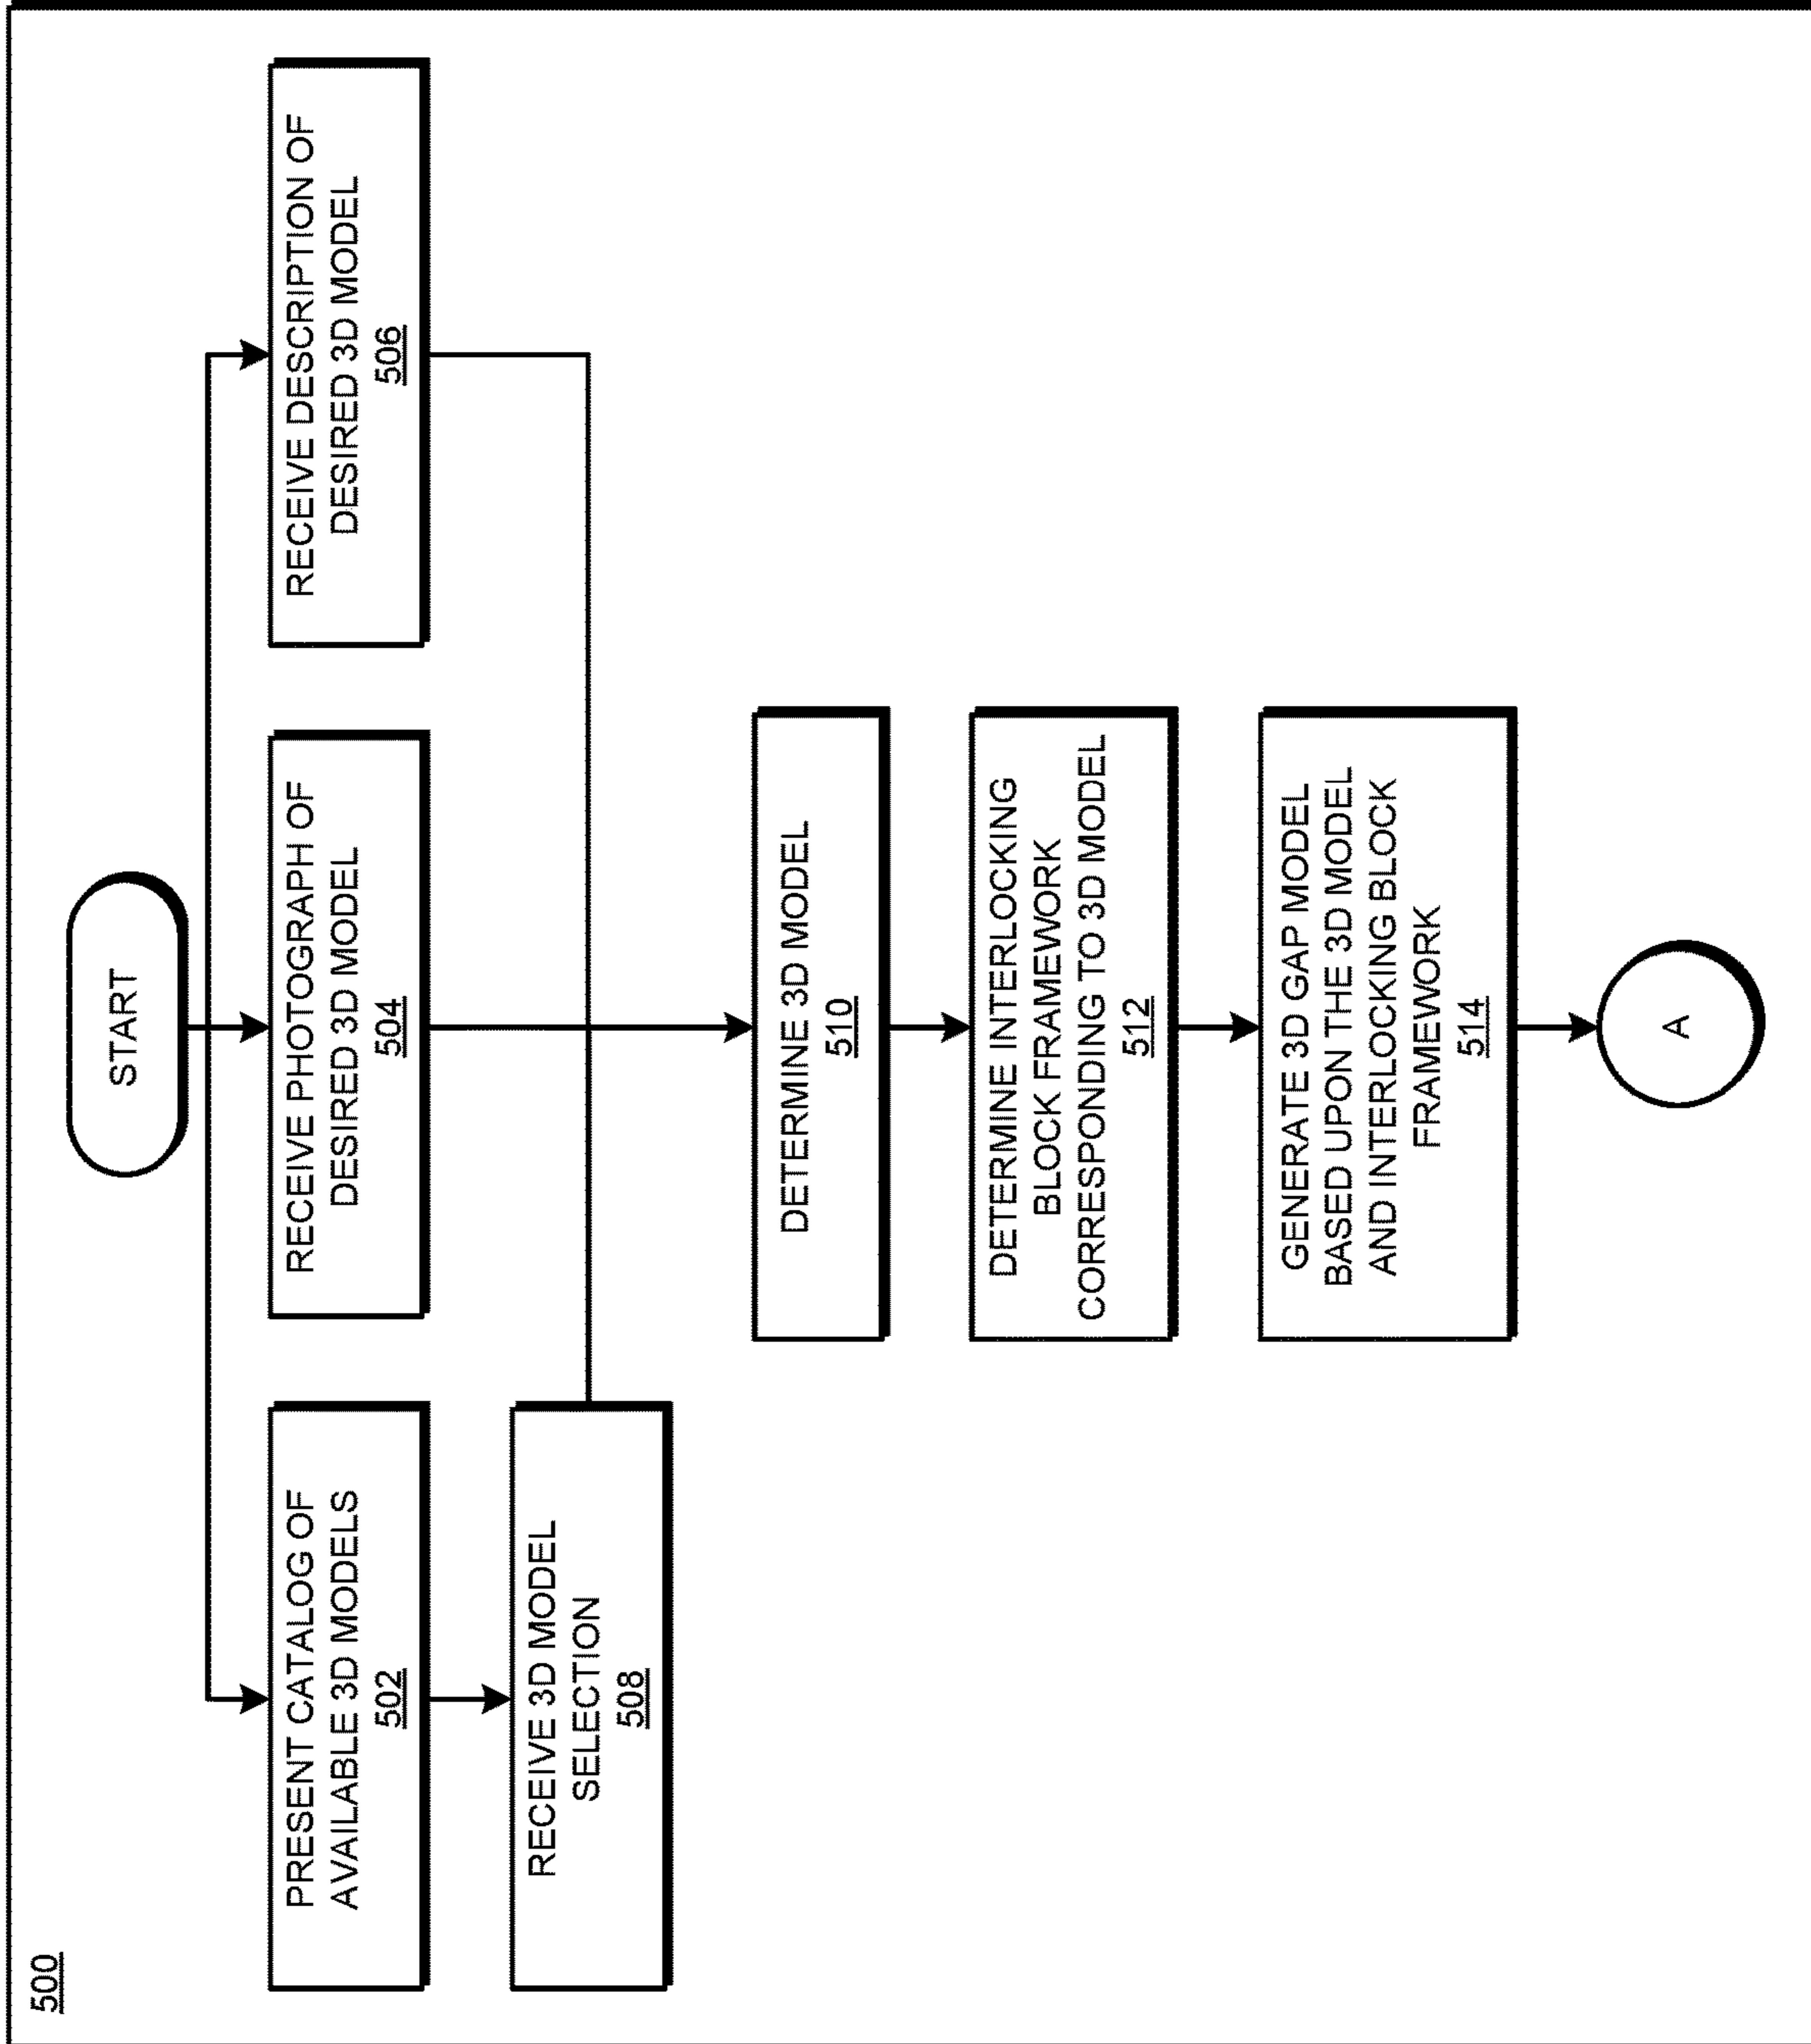 500
START
PRESENT CATALOG OF
AVAILABLE 3D MODELS
502
RECEIVE PHOTOGRAPH OF
DESIRED 3D MODEL
504
RECEIVE DESCRIPTION OF
DESIRED 3D MODEL
506
RECEIVE 3D MODEL
SELECTION
508
DETERMINE 3D MODEL
510
DETERMINE INTERLOCKING
BLOCK FRAMEWORK
CORRESPONDING TO 3D MODEL
512
GENERATE 3D GAP MODEL
BASED UPON THE 3D MODEL
AND INTERLOCKING BLOCK
FRAMEWORK
514
A